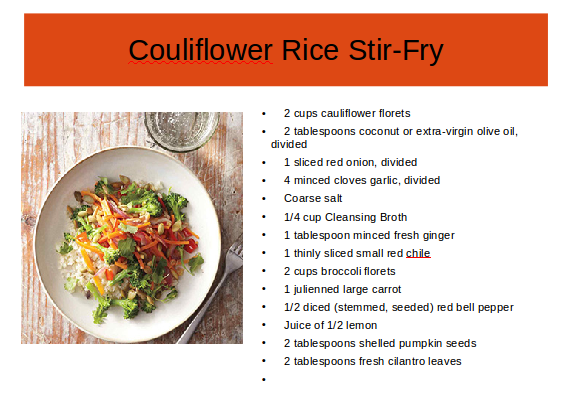 Couliflower Rice Stir-Fry
• 2 cups cauliflower florets
• 2 tablespoons coconut or extra-virgin olive oil,
divided
• 1 sliced red onion, divided
• 4 minced cloves garlic, divided
• Coarse salt
• 1/4 cup Cleansing Broth
• 1 tablespoon minced fresh ginger
• 1 thinly sliced small red chile
• 2 cups broccoli florets
• 1 julienned large carrot
• 1/2 diced (stemmed, seeded) red bell pepper
• Juice of 1/2 lemon
• 2 tablespoons shelled pumpkin seeds
• 2 tablespoons fresh cilantro leaves
•